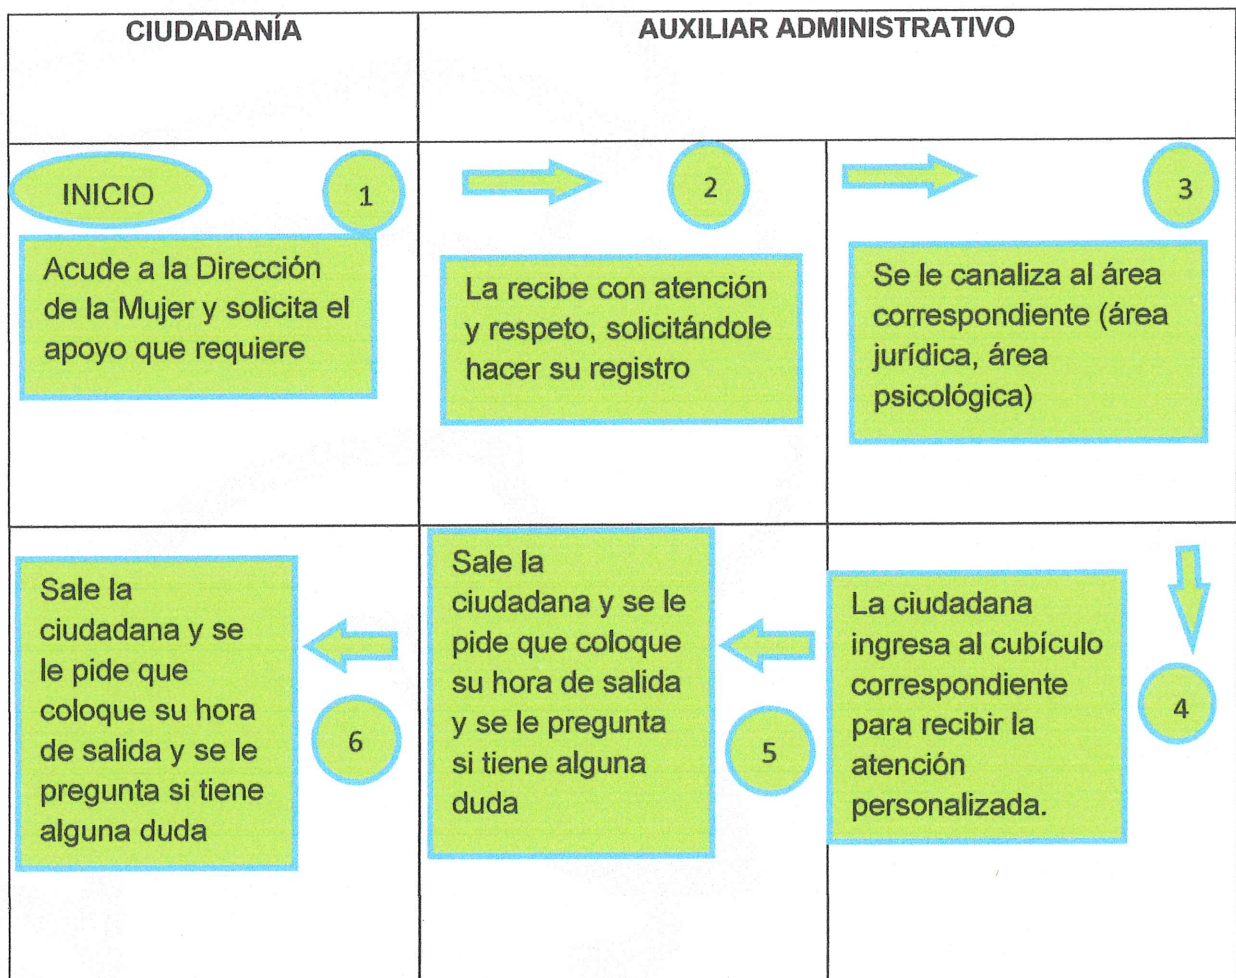 CIUDADANÍA
AUXILIAR ADMINISTRATIVO
INICIO
1
Acude a la Dirección
de la Mujer y solicita el
apoyo que requiere
2
La recibe con atención
y respeto, solicitándole
hacer su registro
3
Se le canaliza al área
correspondiente (área
jurídica, área
psicológica)
La ciudadana
ingresa al cubículo
correspondiente
para recibir la
atención
personalizada.
4
Sale la
ciudadana y se le
pide que coloque
su hora de salida
y se le pregunta
si tiene alguna
duda
5
Sale la
ciudadana y se
le pide que
coloque su hora
de salida y se le
pregunta si tiene
alguna duda
6